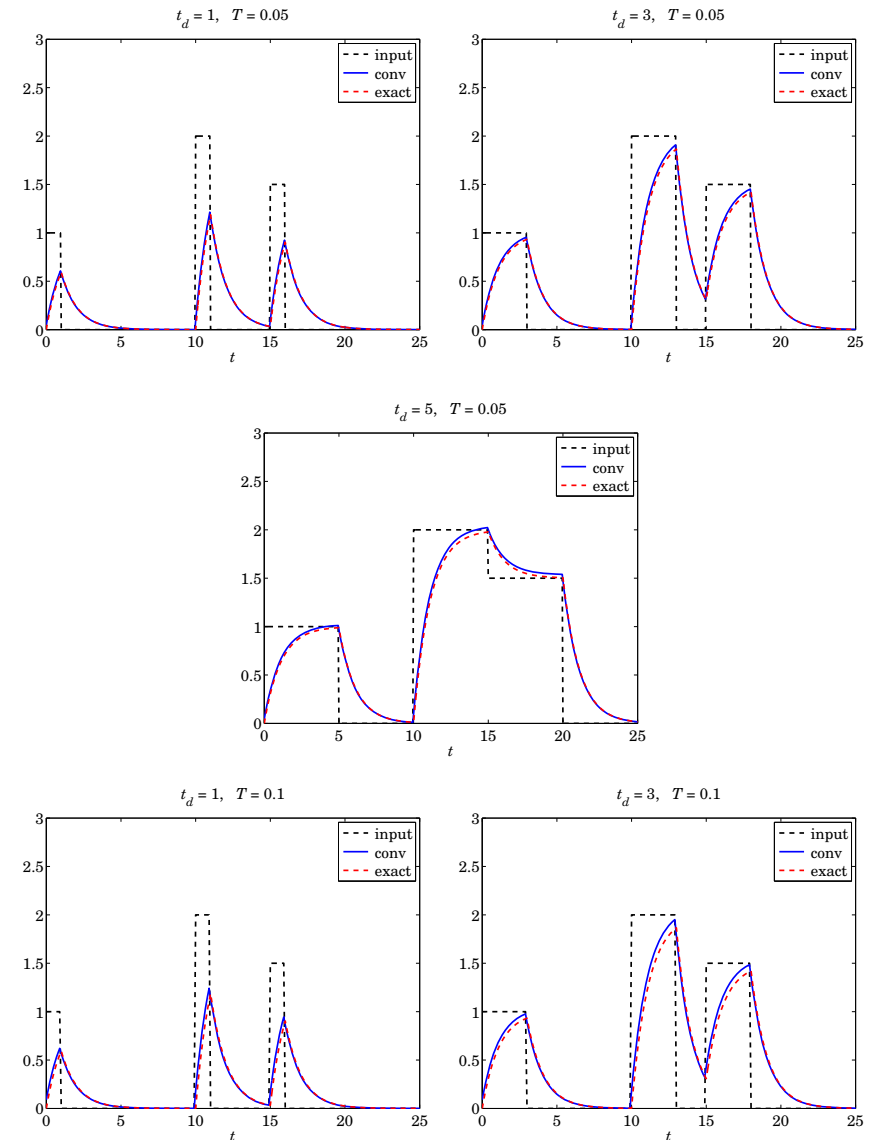 t_d = 1,   T = 0.05
3
2.5
2
1.5
1
0.5
0
0 5 10 15 20 25
t
input
conv
exact
t_d = 3,   T = 0.05
3
2.5
2
1.5
1
0.5
0
0 5 10 15 20 25
t
input
conv
exact
t_d = 5,   T = 0.05
3
2.5
2
1.5
1
0.5
0
0 5 10 15 20 25
t
input
conv
exact
t_d = 1,   T = 0.1
3
2.5
2
1.5
1
0.5
0
0 5 10 15 20 25
t
input
conv
exact
t_d = 3,   T = 0.1
3
2.5
2
1.5
1
0.5
0
0 5 10 15 20 25
t
input
conv
exact